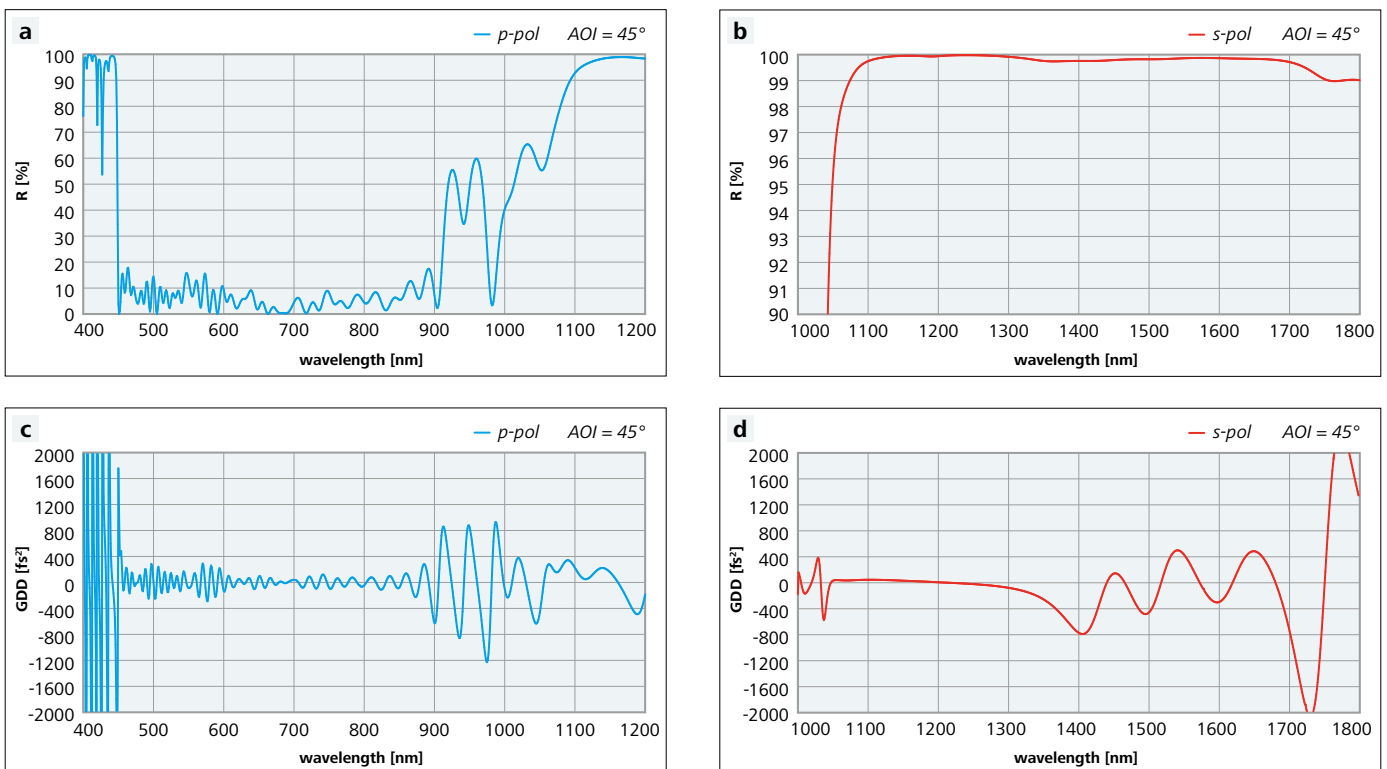 a
p-pol AOI = 45°
R [%]
100
90
80
70
60
50
40
30
20
10
0
400 500 600 700 800 900 1000 1100 1200
wavelength [nm]
b
s-pol AOI = 45°
R [%]
100
99
98
97
96
95
94
93
92
91
90
1000 1100 1200 1300 1400 1500 1600 1700 1800
wavelength [nm]
c
p-pol AOI = 45°
GDD [fs²]
2000
1600
1200
800
400
0
-400
-800
-1200
-1600
-2000
400 500 600 700 800 900 1000 1100 1200
wavelength [nm]
d
s-pol AOI = 45°
GDD [fs²]
2000
1600
1200
800
400
0
-400
-800
-1200
-1600
-2000
1000 1100 1200 1300 1400 1500 1600 1700 1800
wavelength [nm]